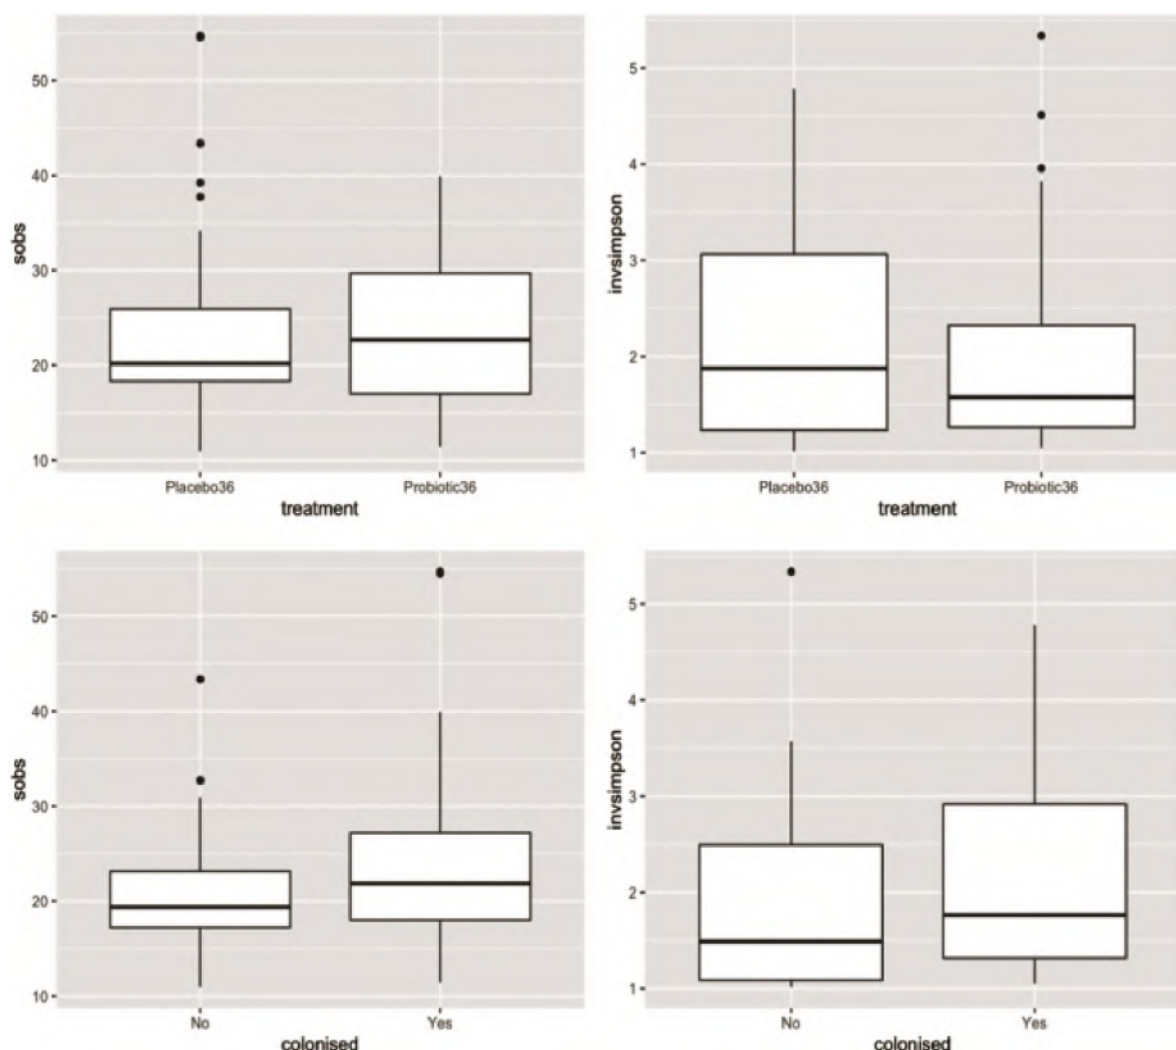 50
40
30
20
10
sobs
Placebo36
Probiotic36
treatment
5
4
3
2
1
invsimpson
Placebo36
Probiotic36
treatment
50
40
30
20
10
sobs
No
Yes
colonised
5
4
3
2
1
invsimpson
No
Yes
colonised